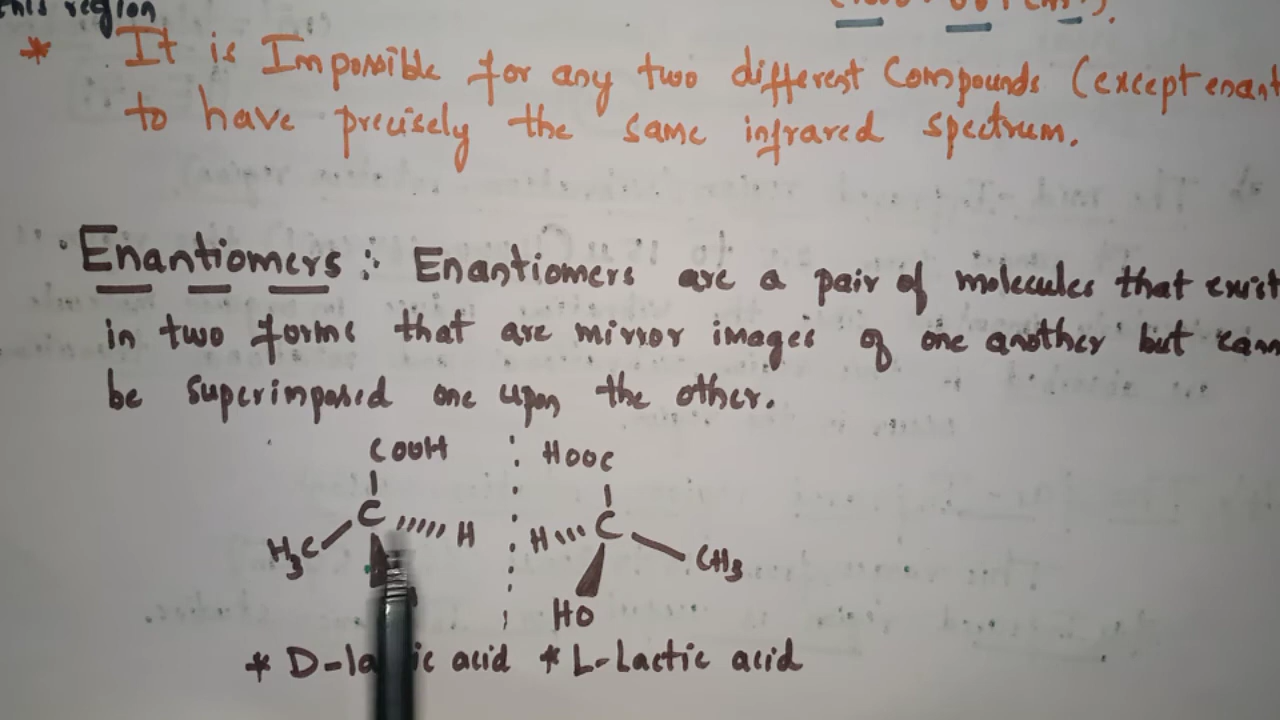 this region
* It is Impossible for any two different Compounds (except enant
to have precisely the same infrared spectrum.
Enantiomers : Enantiomers are a pair of molecules that exist
in two forms that are mirror images of one another but cann
be superimposed one upon the other.
COOH HOOC
C H H C
H₃C CH₃
HO
* D-la ic acid * L-Lactic acid